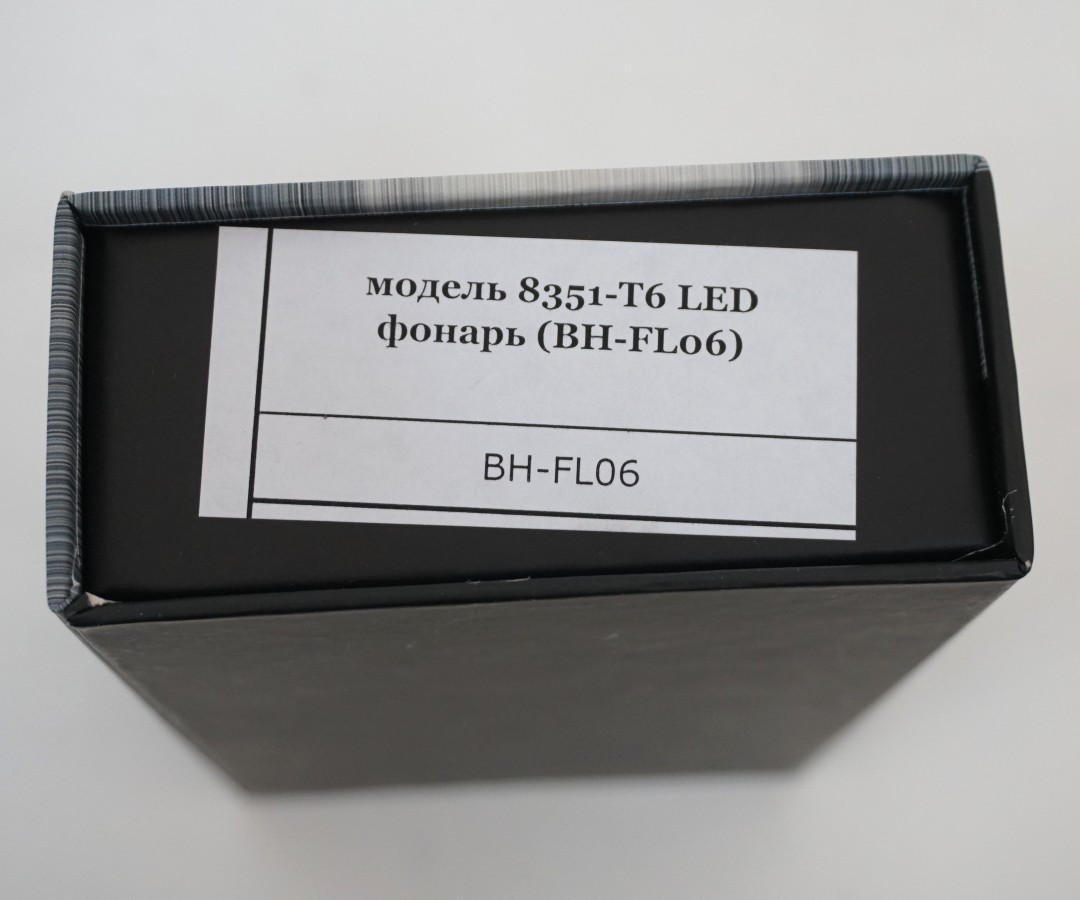 модель 8351-T6 LED
фонарь (BH-FL06)
BH-FL06